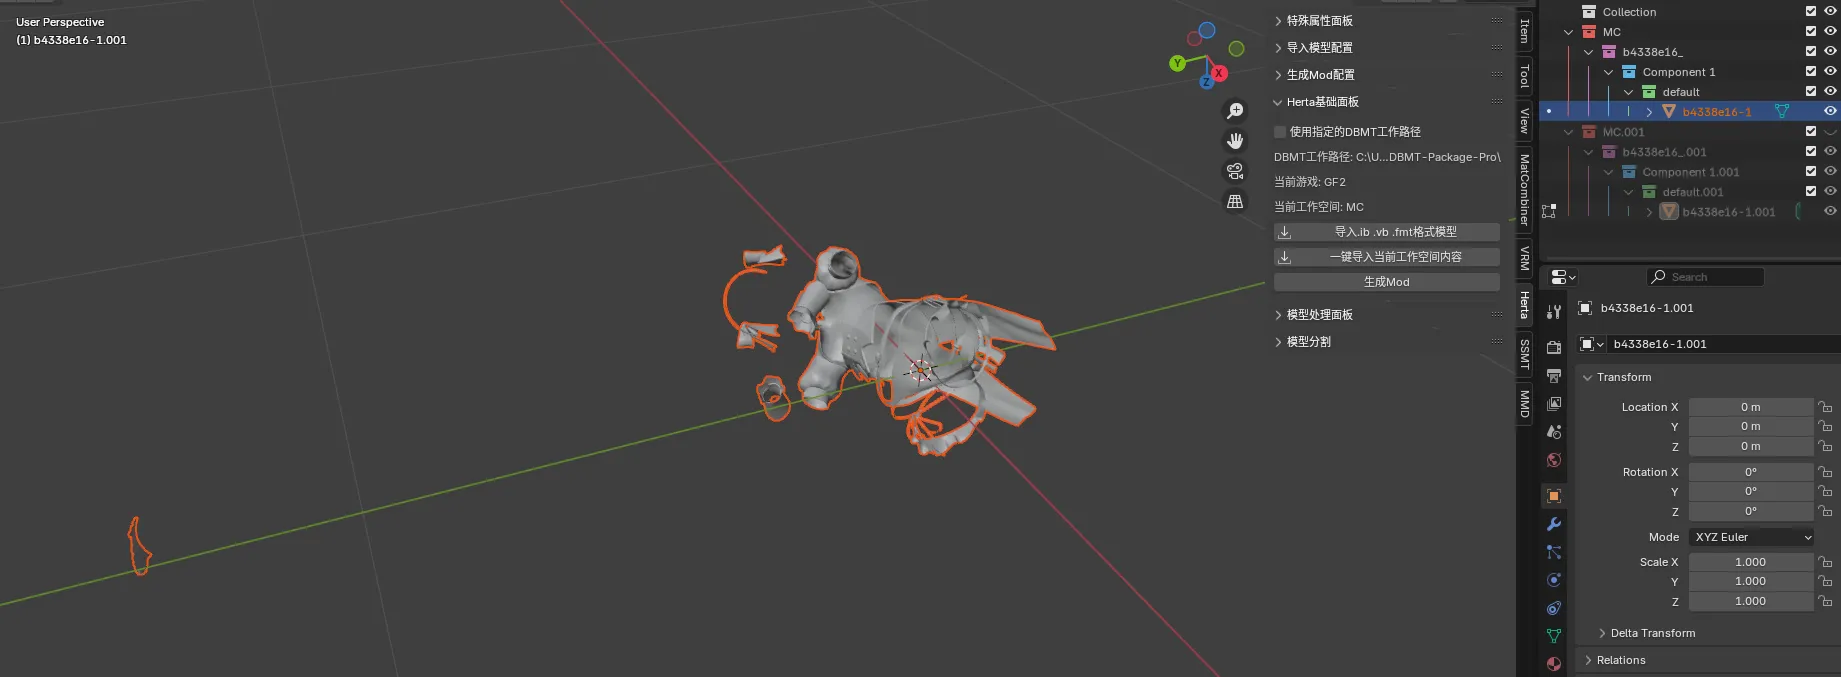 User Perspective
(1) b4338e16-1.001
Y
X
Z
特殊属性面板
导入模型配置
生成Mod配置
Herta基础面板
使用指定的DBMT工作路径
DBMT工作路径: C:\U...DBMT-Package-Pro\
当前游戏: GF2
当前工作空间: MC
导入.ib .vb .fmt格式模型
一键导入当前工作空间内容
生成Mod
模型处理面板
模型分割
Item
Tool
View
MatCombiner
VRM
Herta
SSMT
MMD
Collection
MC
b4338e16_
Component 1
default
b4338e16-1
MC.001
b4338e16_001
Component 1.001
default.001
b4338e16-1.001
Search
b4338e16-1.001
b4338e16-1.001
Transform
Location X 0 m
Y 0 m
Z 0 m
Rotation X 0°
Y 0°
Z 0°
Mode XYZ Euler
Scale X 1.000
Y 1.000
Z 1.000
Delta Transform
Relations